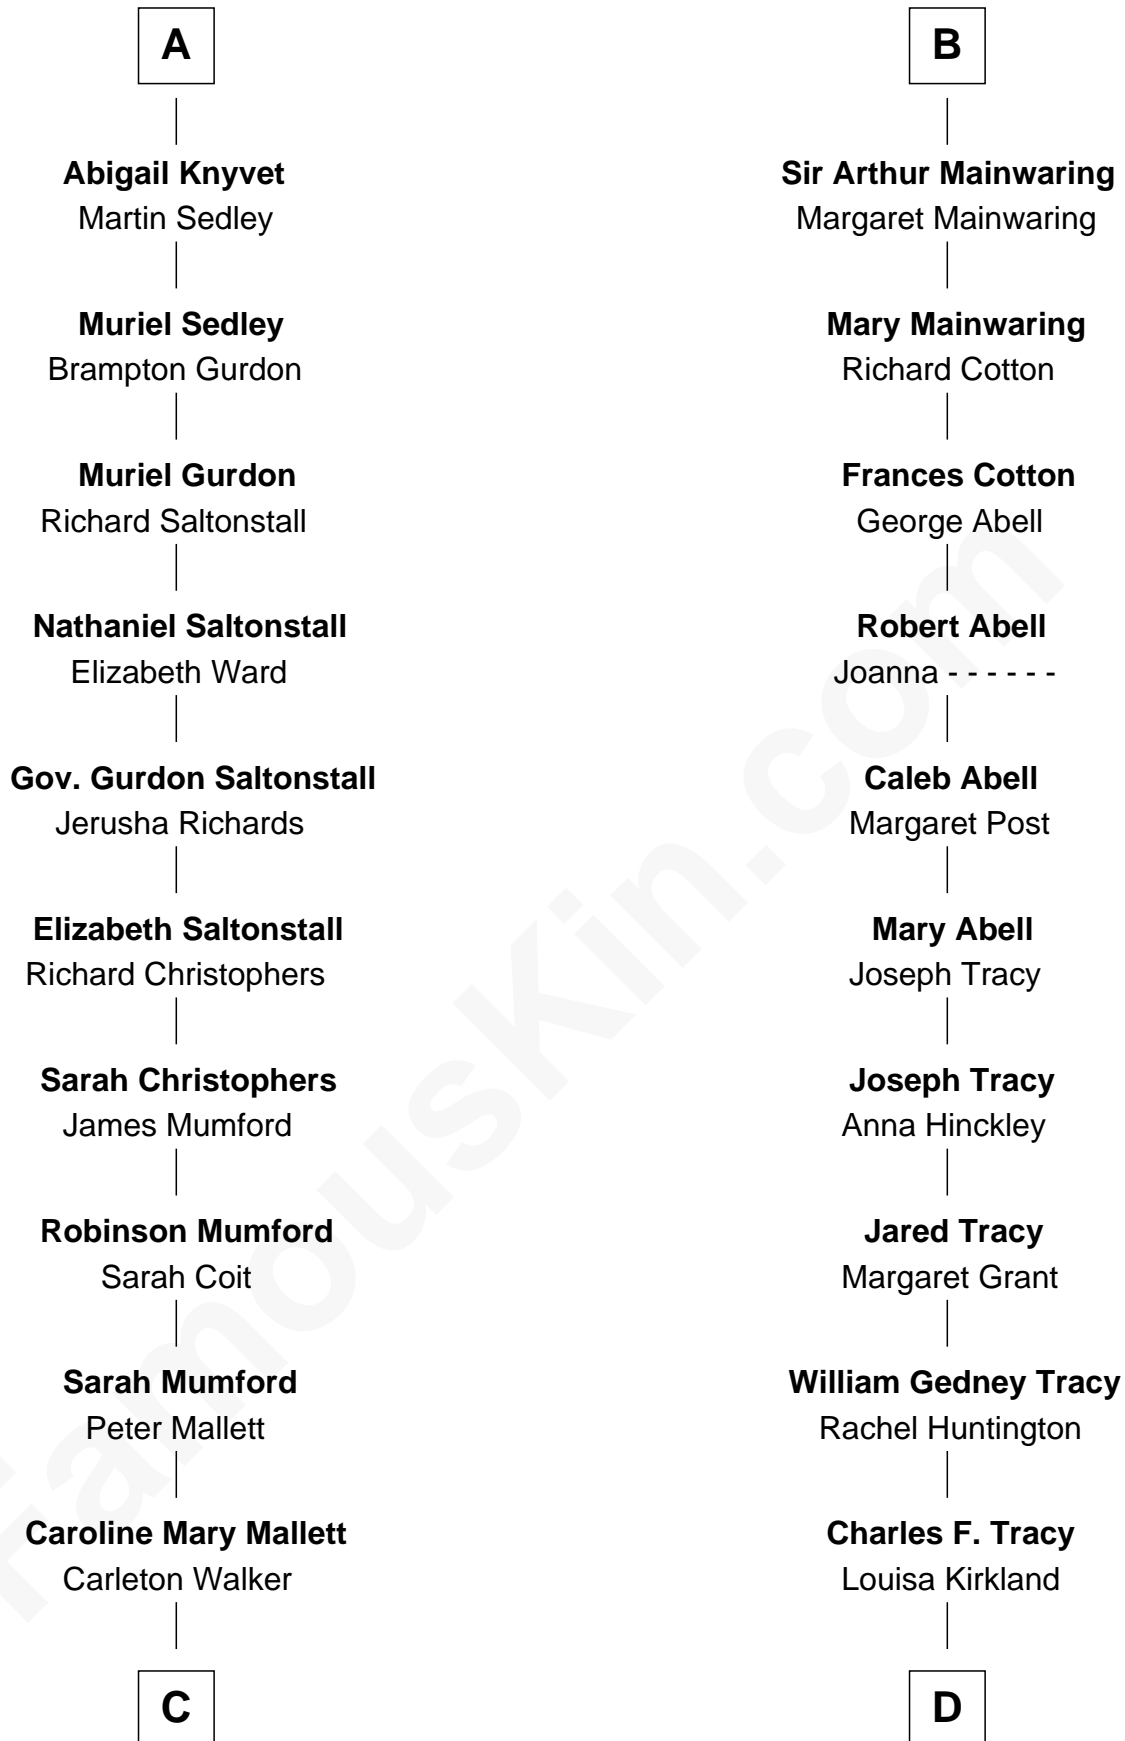 A
Abigail Knyvet
Martin Sedley
Muriel Sedley
Brampton Gurdon
Muriel Gurdon
Richard Saltonstall
Nathaniel Saltonstall
Elizabeth Ward
Gov. Gurdon Saltonstall
Jerusha Richards
Elizabeth Saltonstall
Richard Christophers
Sarah Christophers
James Mumford
Robinson Mumford
Sarah Coit
Sarah Mumford
Peter Mallett
Caroline Mary Mallett
Carleton Walker
C
B
Sir Arthur Mainwaring
Margaret Mainwaring
Mary Mainwaring
Richard Cotton
Frances Cotton
George Abell
Robert Abell
Joanna - - - - - -
Caleb Abell
Margaret Post
Mary Abell
Joseph Tracy
Joseph Tracy
Anna Hinckley
Jared Tracy
Margaret Grant
William Gedney Tracy
Rachel Huntington
Charles F. Tracy
Louisa Kirkland
D
FamousKin.com